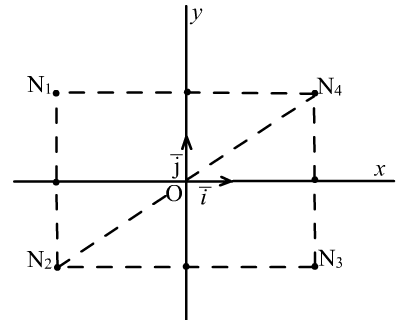 y
N₁
N₄
j̅
x
O
i̅
N₂
N₃